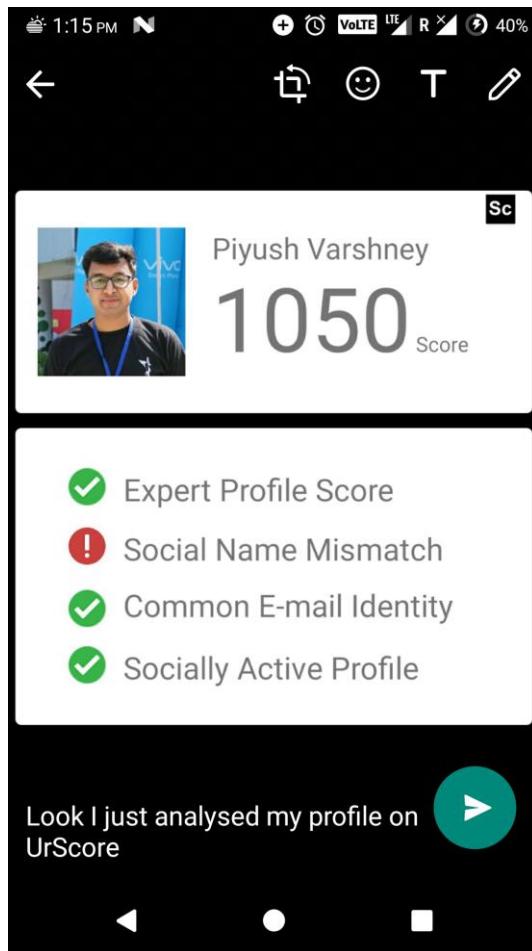 1:15 PM N VoLTE LTE R 40%
T
Sc
vivo
Piyush Varshney
1050 Score
Expert Profile Score
Social Name Mismatch
Common E-mail Identity
Socially Active Profile
Look I just analysed my profile on
UrScore